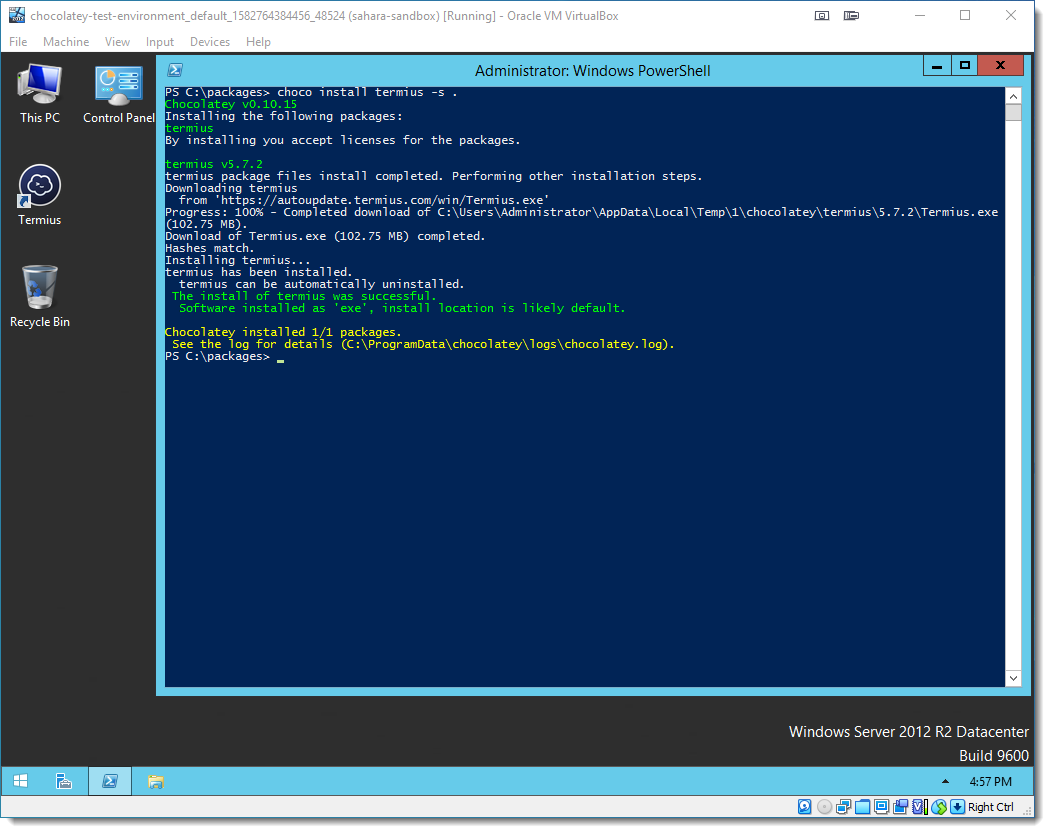 chocolatey-test-environment_default_1582764384456_48524 (sahara-sandbox) [Running] - Oracle VM VirtualBox
File Machine View Input Devices Help
Administrator: Windows PowerShell
This PC
Control Panel
Termius
Recycle Bin
PS C:\packages> choco install termius -s .
Chocolatey v0.10.15
Installing the following packages:
termius
By installing you accept licenses for the packages.
termius v5.7.2
termius package files install completed. Performing other installation steps.
Downloading termius
from 'https://autoupdate.termius.com/win/Termius.exe'
Progress: 100% - Completed download of C:\Users\Administrator\AppData\Local\Temp\1\chocolatey\termius\5.7.2\Termius.exe
(102.75 MB).
Download of Termius.exe (102.75 MB) completed.
Hashes match.
Installing termius...
termius has been installed.
termius can be automatically uninstalled.
The install of termius was successful.
Software installed as 'exe', install location is likely default.
Chocolatey installed 1/1 packages.
See the log for details (C:\ProgramData\chocolatey\logs\chocolatey.log).
PS C:\packages> _
Windows Server 2012 R2 Datacenter
Build 9600
4:57 PM
Right Ctrl